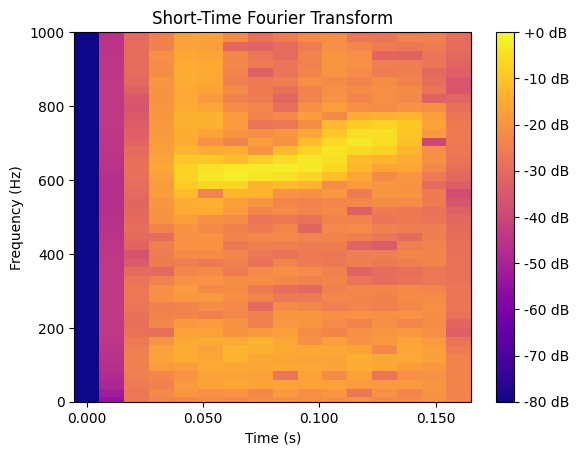 Short-Time Fourier Transform
1000
800
600
400
200
0
Frequency (Hz)
0.000
0.050
0.100
0.150
Time (s)
+0 dB
-10 dB
-20 dB
-30 dB
-40 dB
-50 dB
-60 dB
-70 dB
-80 dB